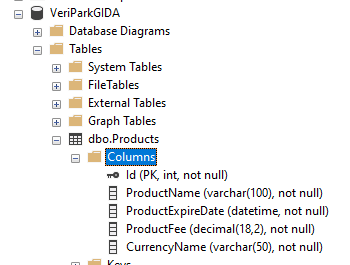 VeriParkGIDA
Database Diagrams
Tables
System Tables
FileTables
External Tables
Graph Tables
dbo.Products
Columns
Id (PK, int, not null)
ProductName (varchar(100), not null)
ProductExpireDate (datetime, not null)
ProductFee (decimal(18,2), not null)
CurrencyName (varchar(50), not null)
Keys